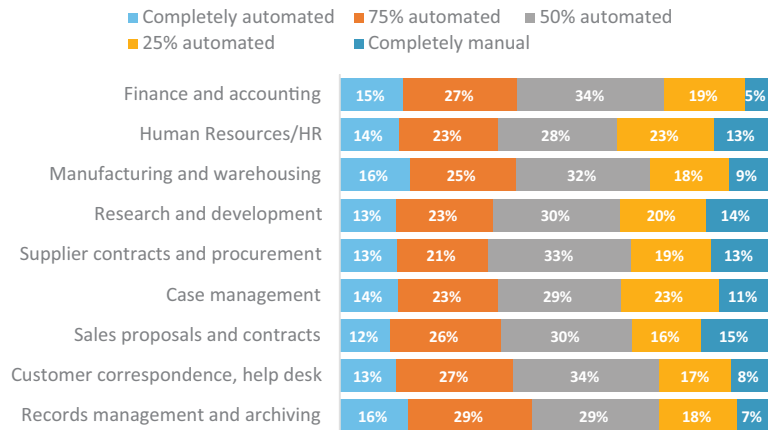 Completely automated 75% automated 50% automated
25% automated Completely manual
Finance and accounting 15% 27% 34% 19% 5%
Human Resources/HR 14% 23% 28% 23% 13%
Manufacturing and warehousing 16% 25% 32% 18% 9%
Research and development 13% 23% 30% 20% 14%
Supplier contracts and procurement 13% 21% 33% 19% 13%
Case management 14% 23% 29% 23% 11%
Sales proposals and contracts 12% 26% 30% 16% 15%
Customer correspondence, help desk 13% 27% 34% 17% 8%
Records management and archiving 16% 29% 29% 18% 7%